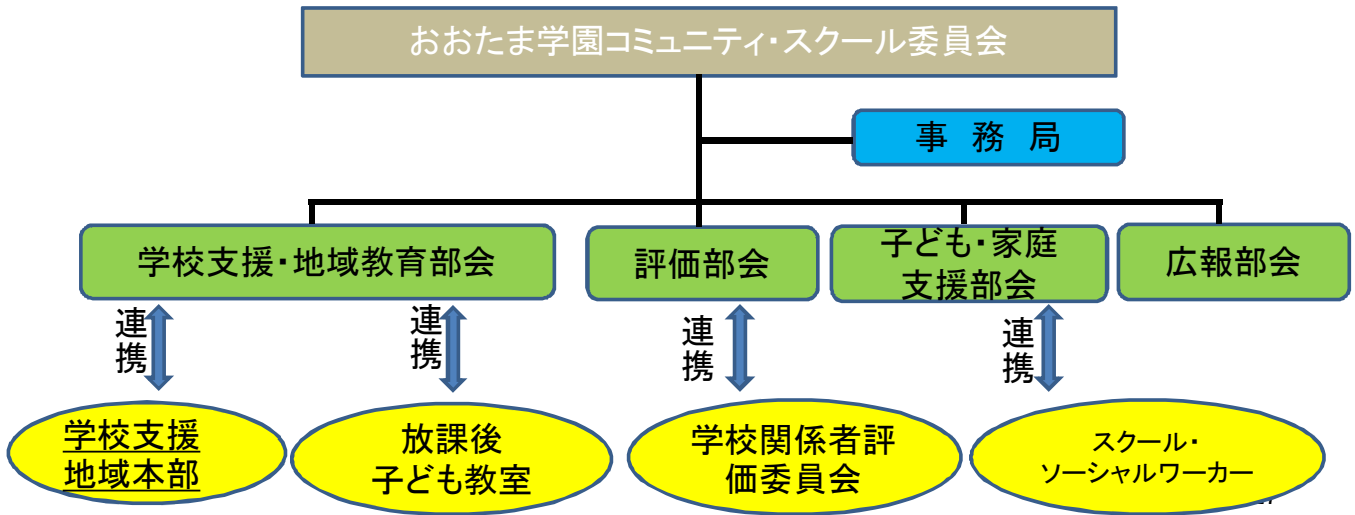 おおたま学園コミュニティ・スクール委員会
事 務 局
学校支援・地域教育部会
評価部会
子ども・家庭
支援部会
広報部会
連携
連携
連携
連携
学校支援
地域本部
放課後
子ども教室
学校関係者評
価委員会
スクール・
ソーシャルワーカー